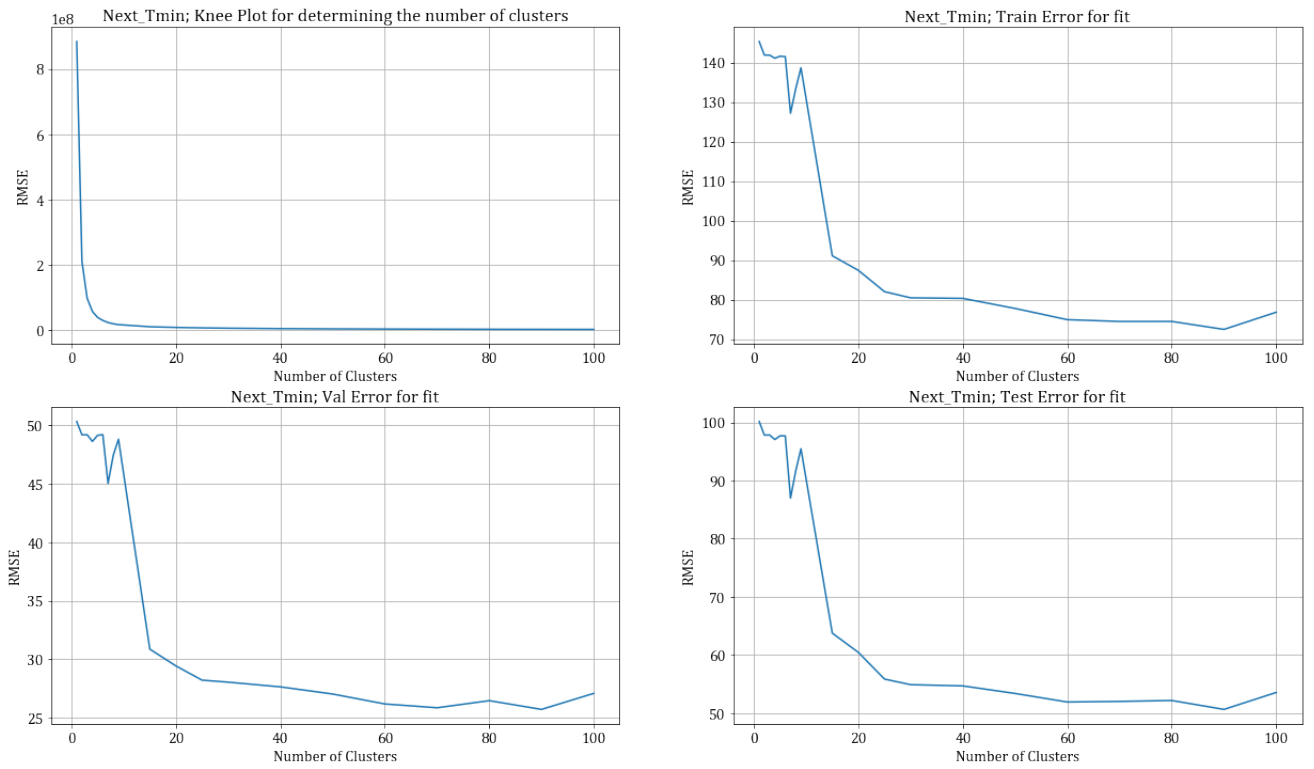 Next_Tmin; Knee Plot for determining the number of clusters
1e8
8
6
4
2
0
RMSE
0 20 40 60 80 100
Number of Clusters
Next_Tmin; Train Error for fit
140
130
120
110
100
90
80
70
RMSE
0 20 40 60 80 100
Number of Clusters
Next_Tmin; Val Error for fit
50
45
40
35
30
25
RMSE
0 20 40 60 80 100
Number of Clusters
Next_Tmin; Test Error for fit
100
90
80
70
60
50
RMSE
0 20 40 60 80 100
Number of Clusters